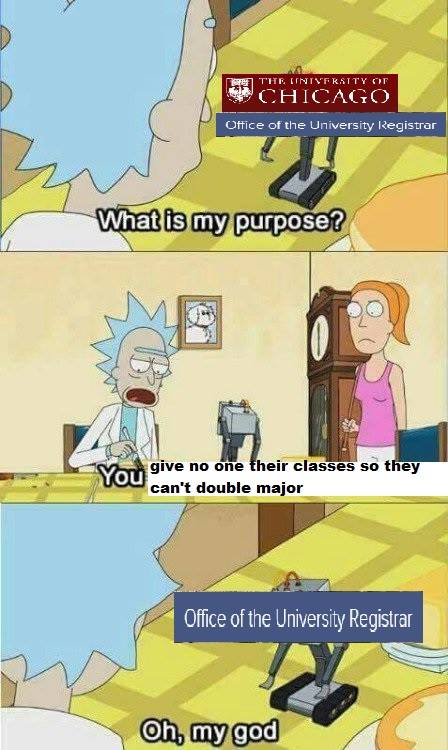 THE UNIVERSITY OF
CHICAGO
Office of the University Registrar
What is my purpose?
You give no one their classes so they
can't double major
Office of the University Registrar
Oh, my god